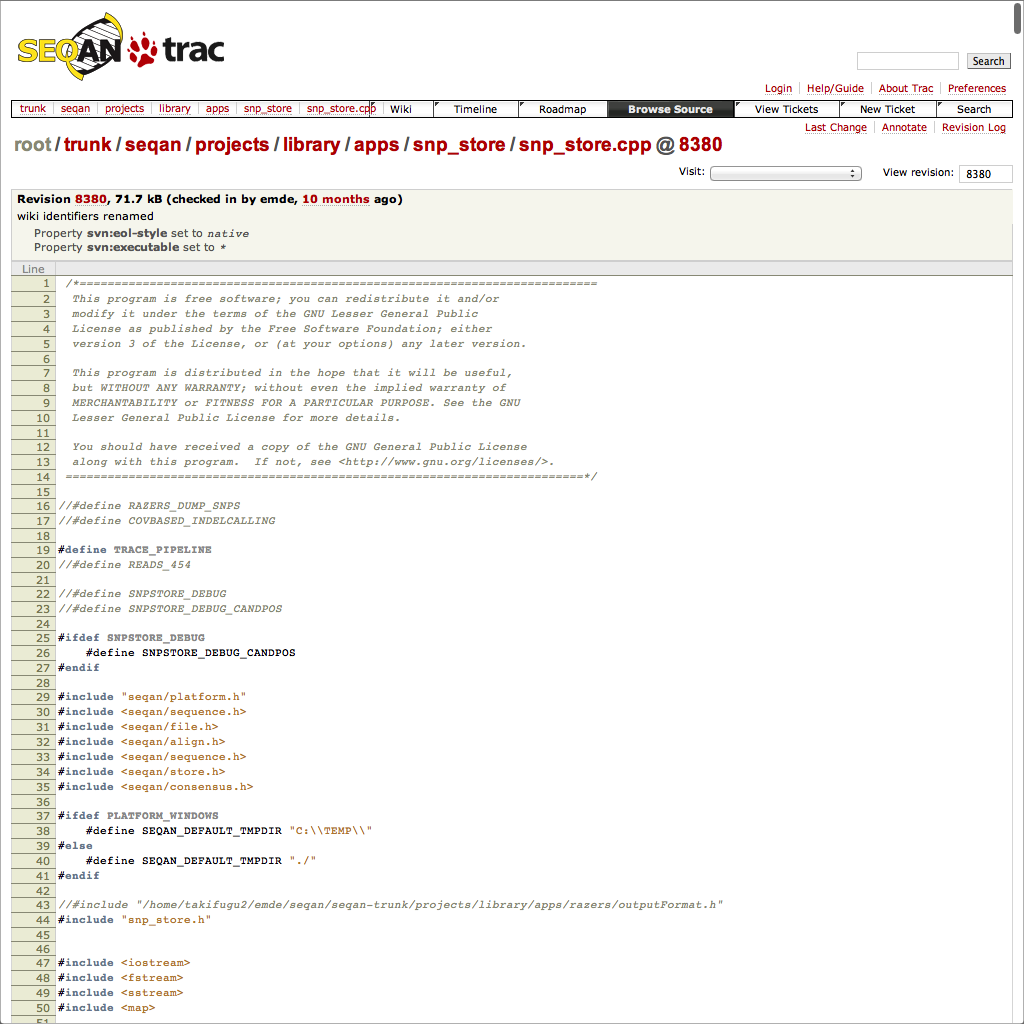 SEQAN trac
Search
Login Help/Guide About Trac Preferences
trunk seqan projects library apps snp_store snp_store.cpp Wiki Timeline Roadmap Browse Source View Tickets New Ticket Search
Last Change Annotate Revision Log
root/trunk/seqan/projects/library/apps/snp_store/snp_store.cpp @ 8380
Visit: View revision: 8380
Revision 8380, 71.7 kB (checked in by emde, 10 months ago)
wiki identifiers renamed
Property svn:eol-style set to native
Property svn:executable set to *
Line
1 /*==========================================================================
2 This program is free software; you can redistribute it and/or
3 modify it under the terms of the GNU Lesser General Public
4 License as published by the Free Software Foundation; either
5 version 3 of the License, or (at your options) any later version.
6
7 This program is distributed in the hope that it will be useful,
8 but WITHOUT ANY WARRANTY; without even the implied warranty of
9 MERCHANTABILITY or FITNESS FOR A PARTICULAR PURPOSE. See the GNU
10 Lesser General Public License for more details.
11
12 You should have received a copy of the GNU General Public License
13 along with this program.  If not, see <http://www.gnu.org/licenses/>.
14 ==========================================================================*/
15
16 //#define RAZERS_DUMP_SNPS
17 //#define COVBASED_INDELCALLING
18
19 #define TRACE_PIPELINE
20 //#define READS_454
21
22 //#define SNPSTORE_DEBUG
23 //#define SNPSTORE_DEBUG_CANDPOS
24
25 #ifdef SNPSTORE_DEBUG
26     #define SNPSTORE_DEBUG_CANDPOS
27 #endif
28
29 #include "seqan/platform.h"
30 #include <seqan/sequence.h>
31 #include <seqan/file.h>
32 #include <seqan/align.h>
33 #include <seqan/sequence.h>
34 #include <seqan/store.h>
35 #include <seqan/consensus.h>
36
37 #ifdef PLATFORM_WINDOWS
38     #define SEQAN_DEFAULT_TMPDIR "C:\\TEMP\\"
39 #else
40     #define SEQAN_DEFAULT_TMPDIR "./"
41 #endif
42
43 //#include "/home/takifugu2/emde/seqan/seqan-trunk/projects/library/apps/razers/outputFormat.h"
44 #include "snp_store.h"
45
46
47 #include <iostream>
48 #include <fstream>
49 #include <sstream>
50 #include <map>
51